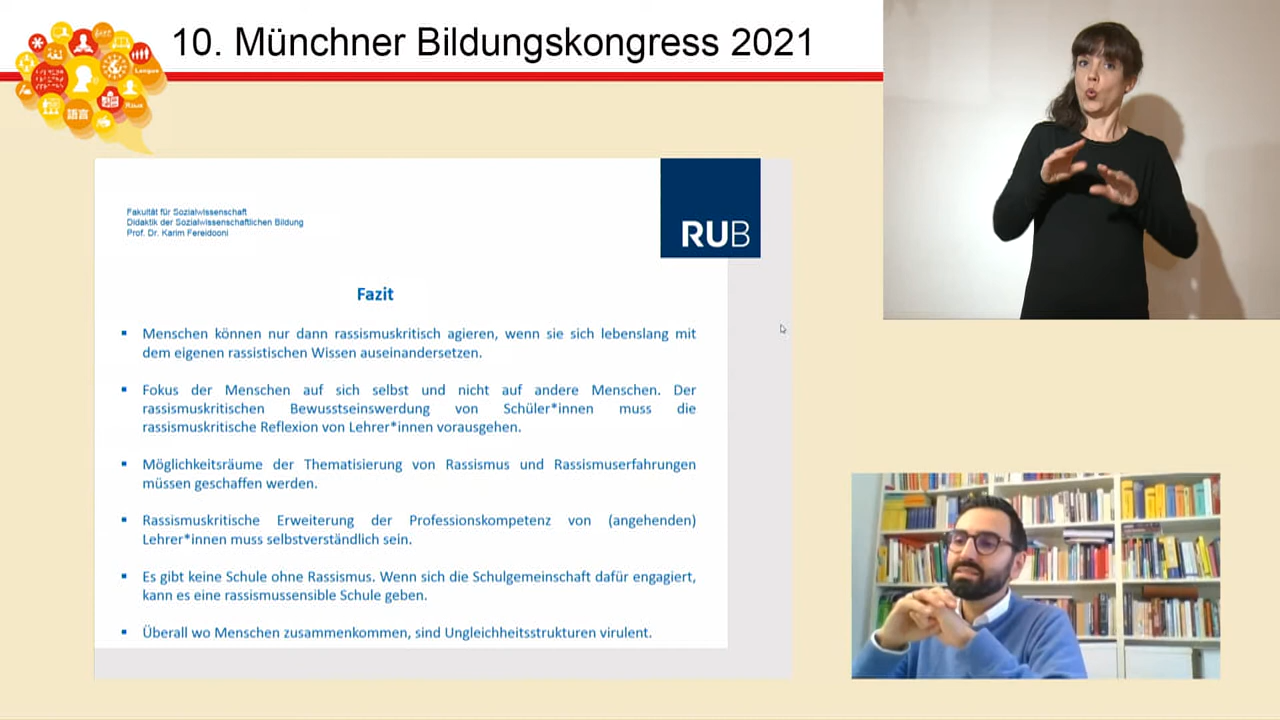 10. Münchner Bildungskongress 2021
語言
Fakultät für Sozialwissenschaft
Didaktik der Sozialwissenschaftlichen Bildung
Prof. Dr. Karim Fereidooni
RUB
Fazit
▪ Menschen können nur dann rassismuskritisch agieren, wenn sie sich lebenslang mit
dem eigenen rassistischen Wissen auseinandersetzen.
▪ Fokus der Menschen auf sich selbst und nicht auf andere Menschen. Der
rassismuskritischen Bewusstseinswerdung von Schüler*innen muss die
rassismuskritische Reflexion von Lehrer*innen vorausgehen.
▪ Möglichkeitsräume der Thematisierung von Rassismus und Rassismuserfahrungen
müssen geschaffen werden.
▪ Rassismuskritische Erweiterung der Professionskompetenz von (angehenden)
Lehrer*innen muss selbstverständlich sein.
▪ Es gibt keine Schule ohne Rassismus. Wenn sich die Schulgemeinschaft dafür engagiert,
kann es eine rassismussensible Schule geben.
▪ Überall wo Menschen zusammenkommen, sind Ungleichheitsstrukturen virulent.